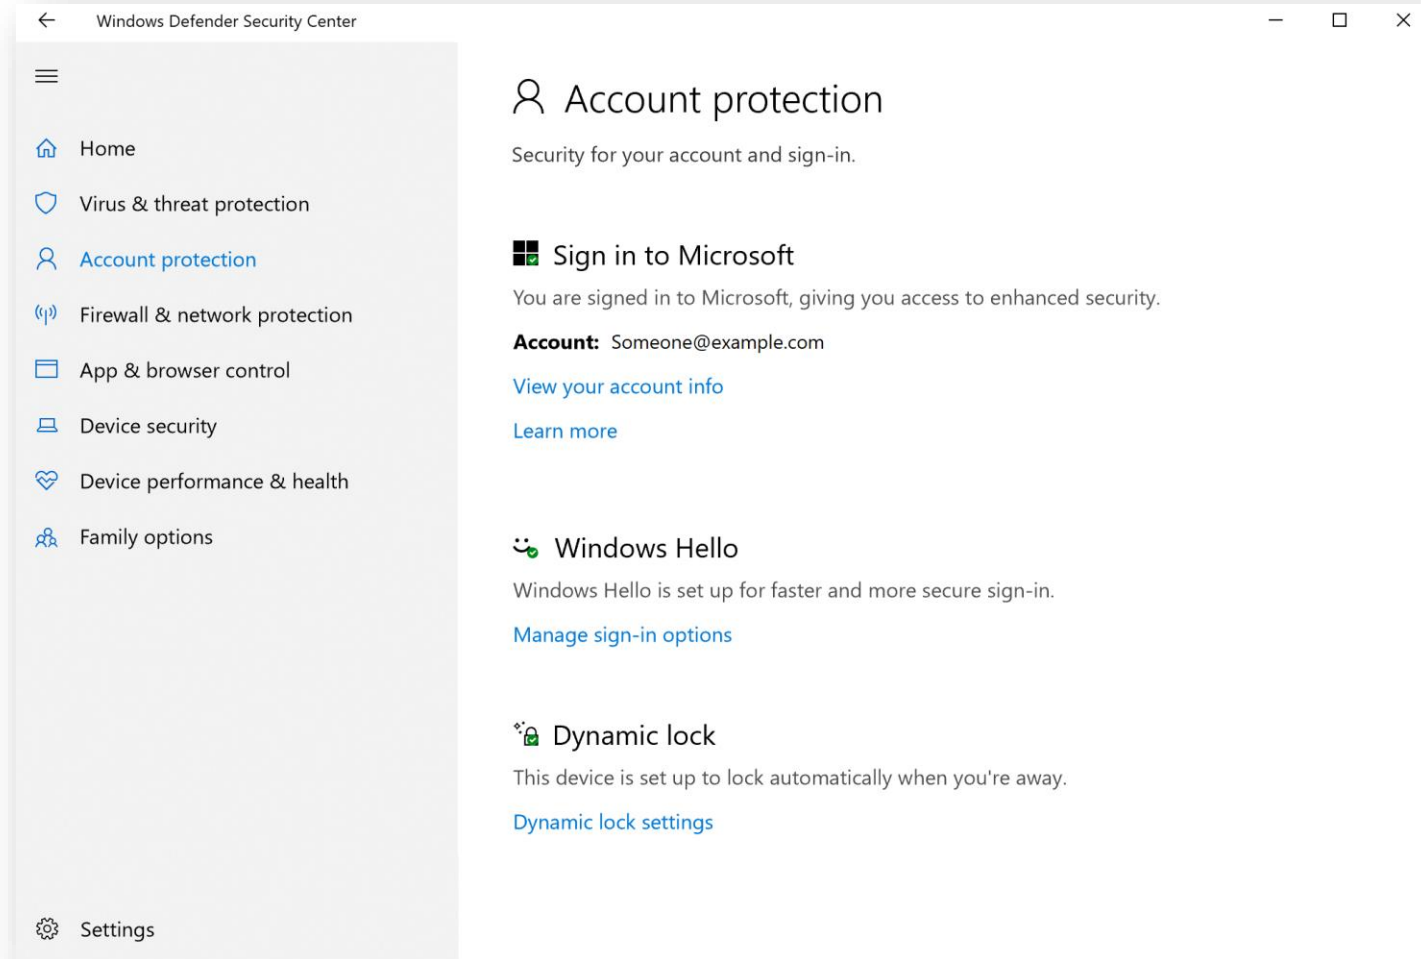 Windows Defender Security Center
Home
Virus & threat protection
Account protection
Firewall & network protection
App & browser control
Device security
Device performance & health
Family options
Settings
Account protection
Security for your account and sign-in.
Sign in to Microsoft
You are signed in to Microsoft, giving you access to enhanced security.
Account: Someone@example.com
View your account info
Learn more
Windows Hello
Windows Hello is set up for faster and more secure sign-in.
Manage sign-in options
Dynamic lock
This device is set up to lock automatically when you're away.
Dynamic lock settings